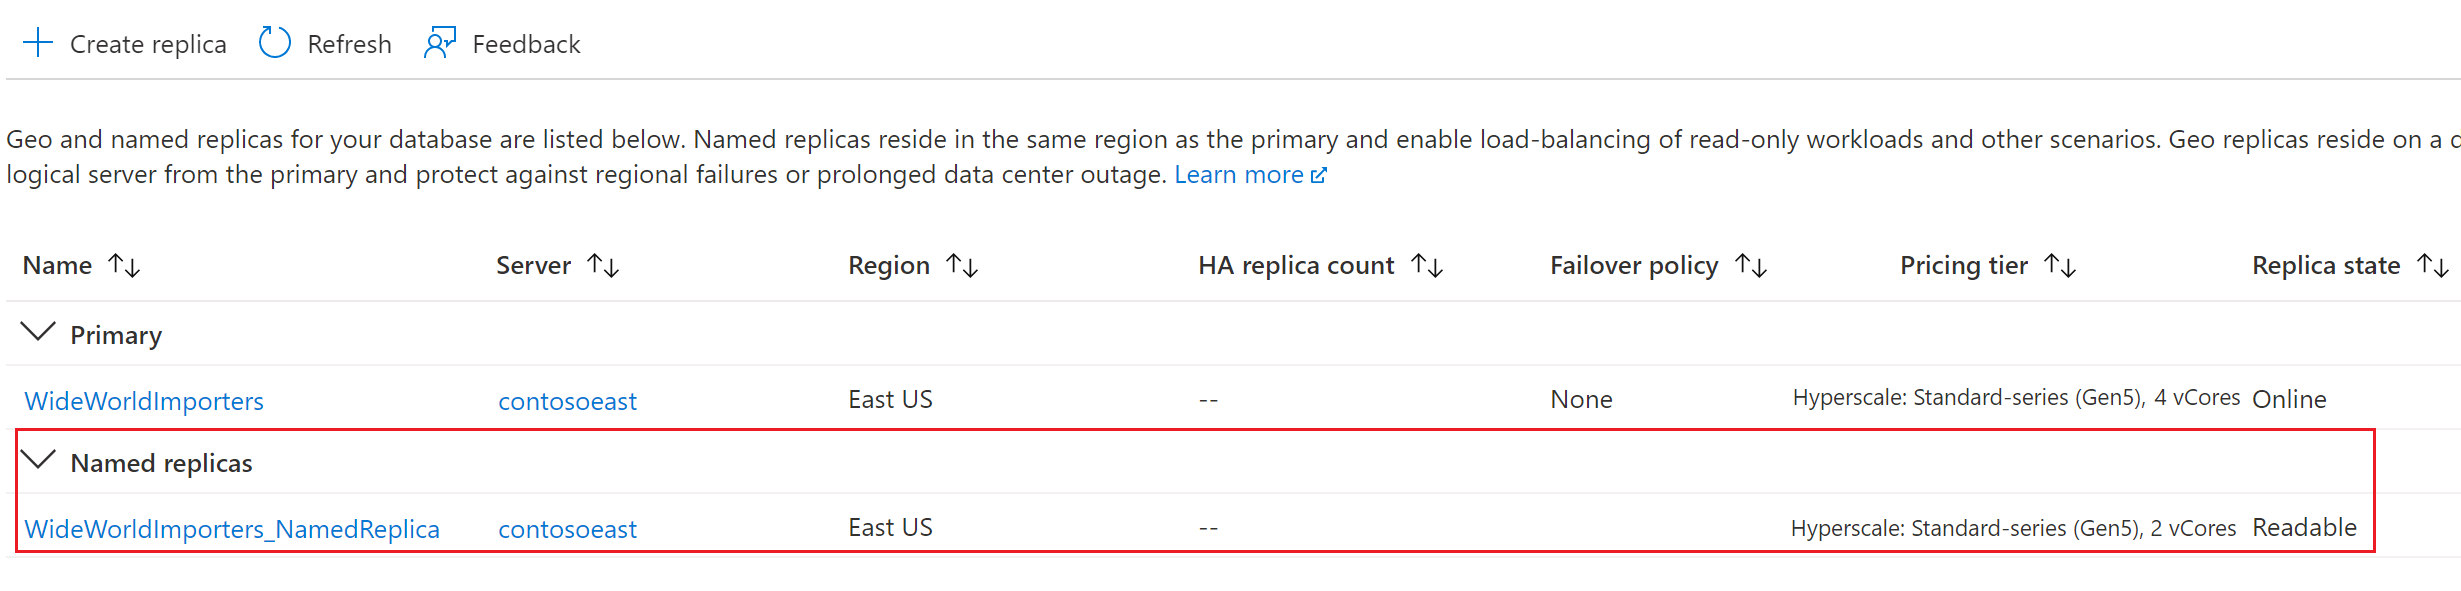 Create replica Refresh Feedback
Geo and named replicas for your database are listed below. Named replicas reside in the same region as the primary and enable load-balancing of read-only workloads and other scenarios. Geo replicas reside on a
logical server from the primary and protect against regional failures or prolonged data center outage. Learn more
Name Server Region HA replica count Failover policy Pricing tier Replica state
Primary
WideWorldImporters contosoeast East US -- None Hyperscale: Standard-series (Gen5), 4 vCores Online
Named replicas
WideWorldImporters_NamedReplica contosoeast East US -- Hyperscale: Standard-series (Gen5), 2 vCores Readable